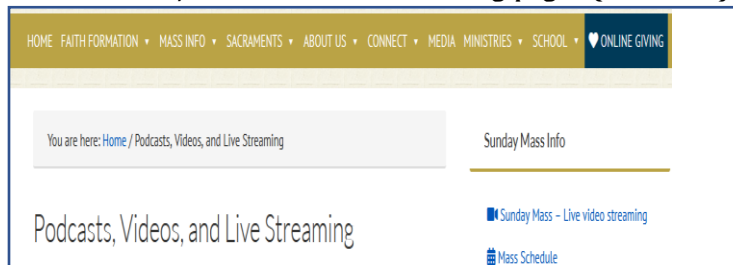 HOME FAITH FORMATION MASS INFO SACRAMENTS ABOUT US CONNECT MEDIA MINISTRIES SCHOOL ONLINE GIVING
You are here: Home / Podcasts, Videos, and Live Streaming
Sunday Mass Info
Podcasts, Videos, and Live Streaming
Sunday Mass – Live video streaming
Mass Schedule